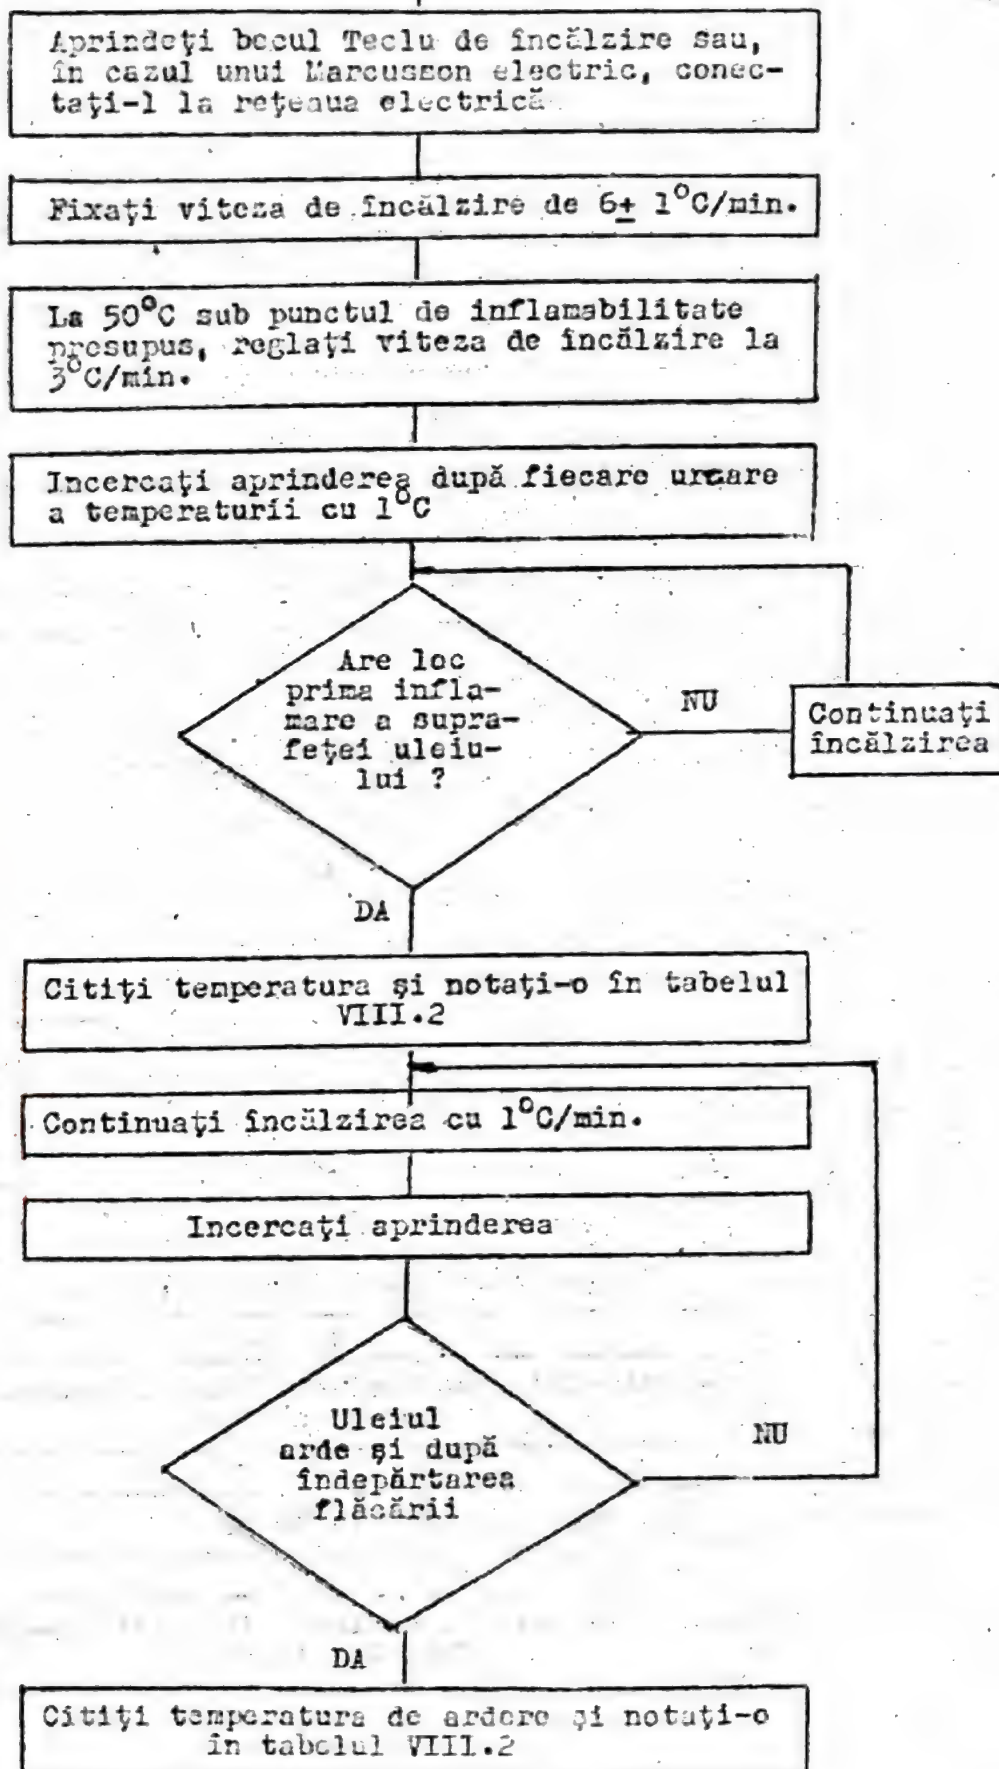 Aprindeți becul Teclu de încălzire sau,
în cazul unui Marcusson electric, conec-
tați-l la rețeaua electrică
Fixați viteza de încălzire de 6± 1°C/min.
La 50°C sub punctul de inflamabilitate
presupus, reglați viteza de încălzire la
3°C/min.
Incercați aprinderea după fiecare urcare
a temperaturii cu 1°C
Are loc
prima infla-
mare a supra-
feței uleiu-
lui ?
NU
Continuați
încălzirea
DA
Citiți temperatura și notați-o în tabelul
VIII.2
Continuați încălzirea cu 1°C/min.
Incercați aprinderea
Uleiul
arde și după
îndepărtarea
flăcării
NU
DA
Citiți temperatura de ardere și notați-o
în tabelul VIII.2